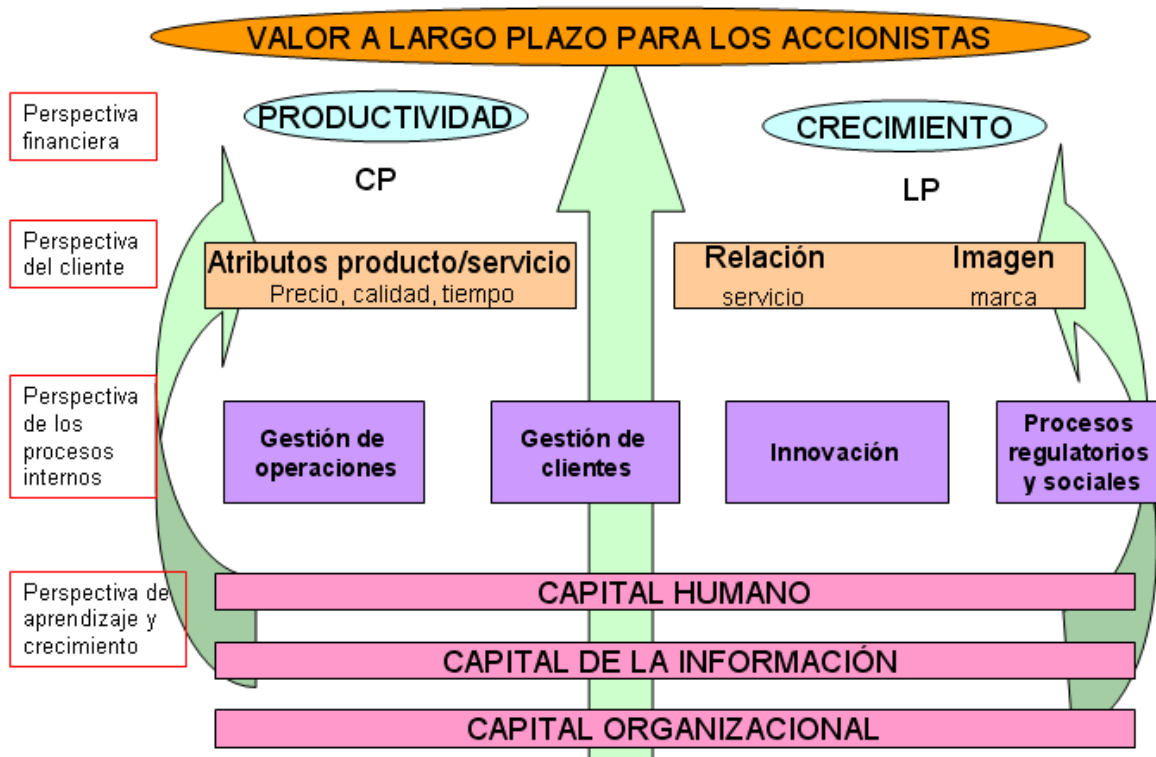 VALOR A LARGO PLAZO PARA LOS ACCIONISTAS
Perspectiva
financiera
PRODUCTIVIDAD
CRECIMIENTO
CP
LP
Perspectiva
del cliente
Atributos producto/servicio
Precio, calidad, tiempo
Relación
servicio
Imagen
marca
Perspectiva
de los
procesos
internos
Gestión de
operaciones
Gestión de
clientes
Innovación
Procesos
regulatorios
y sociales
Perspectiva de
aprendizaje y
crecimiento
CAPITAL HUMANO
CAPITAL DE LA INFORMACIÓN
CAPITAL ORGANIZACIONAL